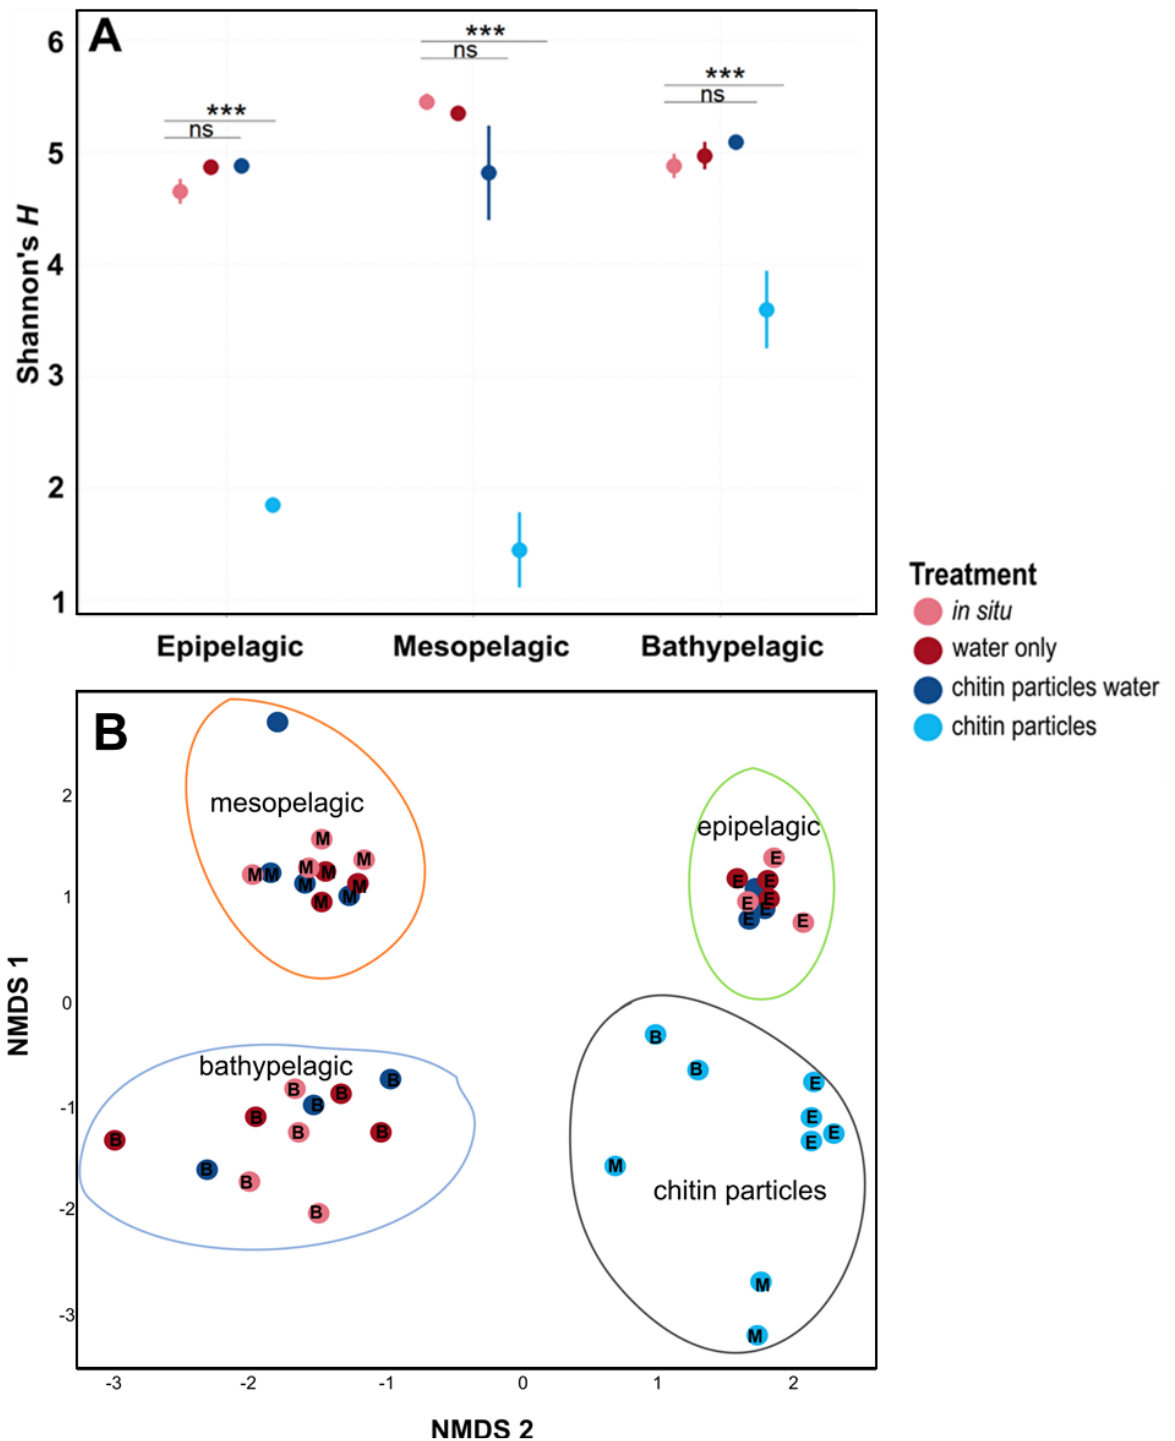 A
6
5
4
3
2
1
Shannon's H
***
ns
***
ns
***
ns
Epipelagic Mesopelagic Bathypelagic
Treatment
in situ
water only
chitin particles water
chitin particles
B
mesopelagic
M
M
M
M
M
M
M
M
M
M
epipelagic
E
E
E
E
E
E
E
E
bathypelagic
B
B
B
B
B
B
B
B
B
B
B
chitin particles
B
B
E
E
E
E
M
M
M
2
1
0
-1
-2
-3
NMDS 1
-3 -2 -1 0 1 2
NMDS 2